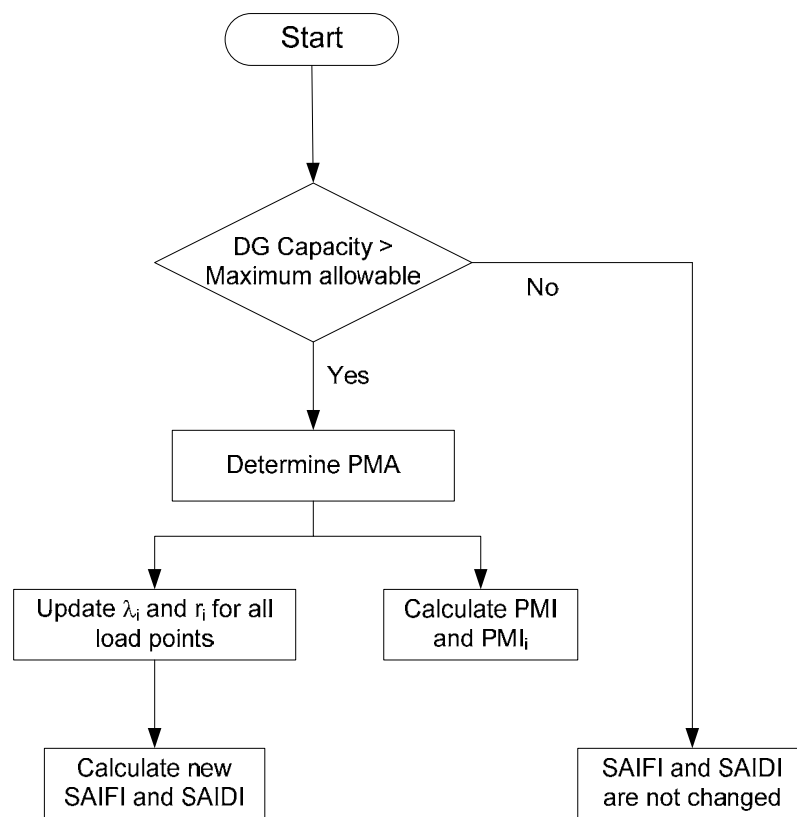 Start
DG Capacity >
Maximum allowable
No
Yes
Determine PMA
Update λi and ri for all
load points
Calculate PMI
and PMIi
Calculate new
SAIFI and SAIDI
SAIFI and SAIDI
are not changed